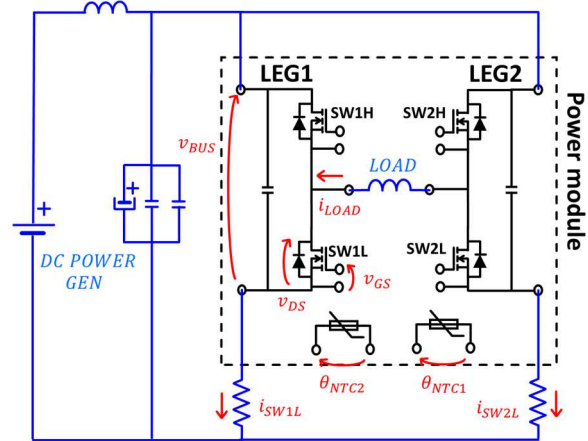 LEG1
LEG2
Power module
SW1H
SW2H
v_BUS
LOAD
i_LOAD
+
+
DC POWER
GEN
SW1L
SW2L
v_GS
v_DS
θ_NTC2
θ_NTC1
i_SW1L
i_SW2L